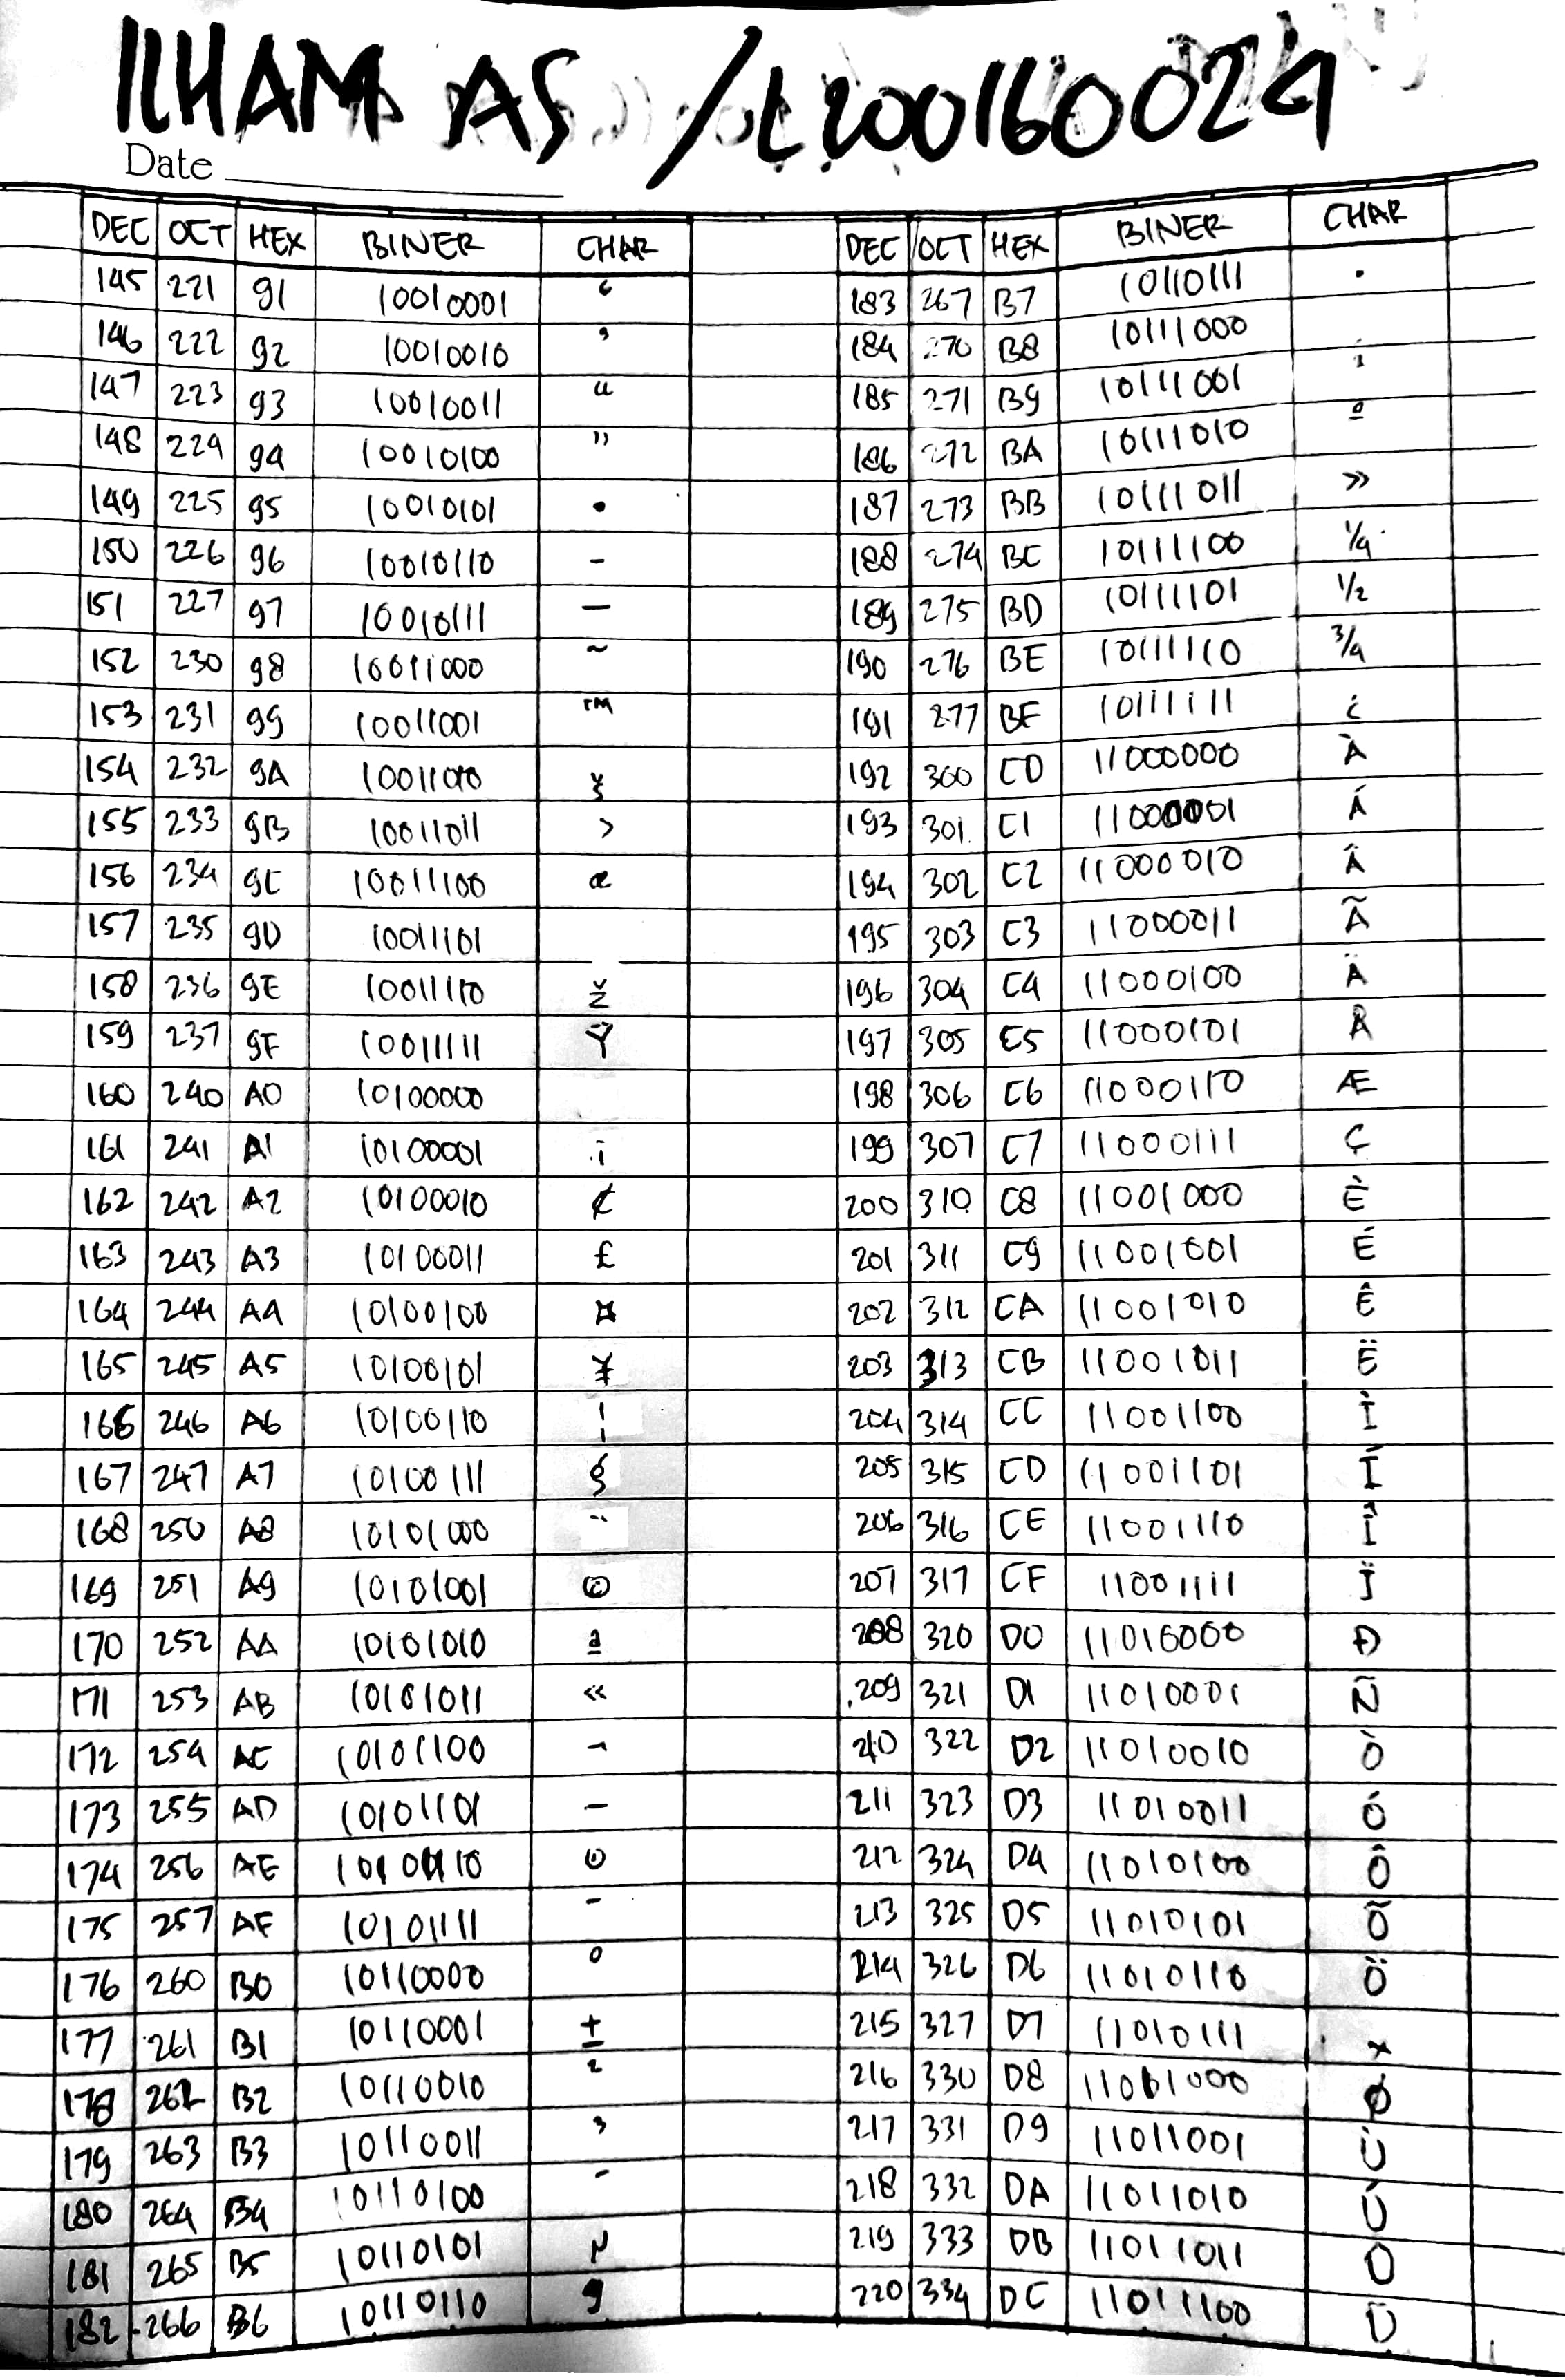 ILHAM AS /L200160024
Date
DEC OCT HEX BINER CHAR DEC OCT HEX BINER CHAR
145 221 91 10010001 ‘ 183 267 B7 10110111 ·
146 222 92 10010010 ’ 184 270 B8 10111000
147 223 93 10010011 “ 185 271 B9 10111001 ¹
148 224 94 10010100 ” 186 272 BA 10111010 º
149 225 95 10010101 • 187 273 BB 10111011 »
150 226 96 10010110 – 188 274 BC 10111100 1/4
151 227 97 10010111 — 189 275 BD 10111101 1/2
152 230 98 10011000 ~ 190 276 BE 10111110 3/4
153 231 99 10011001 ™ 191 277 BF 10111111 ¿
154 232 9A 10011010 š 192 300 C0 11000000 À
155 233 9B 10011011 > 193 301 C1 11000001 Á
156 234 9C 10011100 œ 194 302 C2 11000010 Â
157 235 9D 10011101 195 303 C3 11000011 Ã
158 236 9E 10011110 ž 196 304 C4 11000100 Ä
159 237 9F 10011111 Ÿ 197 305 C5 11000101 Å
160 240 A0 10100000 198 306 C6 11000110 Æ
161 241 A1 10100001 ¡ 199 307 C7 11000111 Ç
162 242 A2 10100010 ¢ 200 310 C8 11001000 È
163 243 A3 10100011 £ 201 311 C9 11001001 É
164 244 A4 10100100 ¤ 202 312 CA 11001010 Ê
165 245 A5 10100101 ¥ 203 313 CB 11001011 Ë
166 246 A6 10100110 ¦ 204 314 CC 11001100 Ì
167 247 A7 10100111 § 205 315 CD 11001101 Í
168 250 A8 10101000 ¨ 206 316 CE 11001110 Î
169 251 A9 10101001 © 207 317 CF 11001111 Ï
170 252 AA 10101010 ª 208 320 D0 11010000 Ð
171 253 AB 10101011 « 209 321 D1 11010001 Ñ
172 254 AC 10101100 ¬ 210 322 D2 11010010 Ò
173 255 AD 10101101 – 211 323 D3 11010011 Ó
174 256 AE 10101110 ® 212 324 D4 11010100 Ô
175 257 AF 10101111 ¯ 213 325 D5 11010101 Õ
176 260 B0 10110000 ° 214 326 D6 11010110 Ö
177 261 B1 10110001 ± 215 327 D7 11010111 ×
178 262 B2 10110010 ² 216 330 D8 11011000 Ø
179 263 B3 10110011 ³ 217 331 D9 11011001 Ù
180 264 B4 10110100 ´ 218 332 DA 11011010 Ú
181 265 B5 10110101 µ 219 333 DB 11011011 Û
182 266 B6 10110110 9 220 334 DC 11011100 Ü